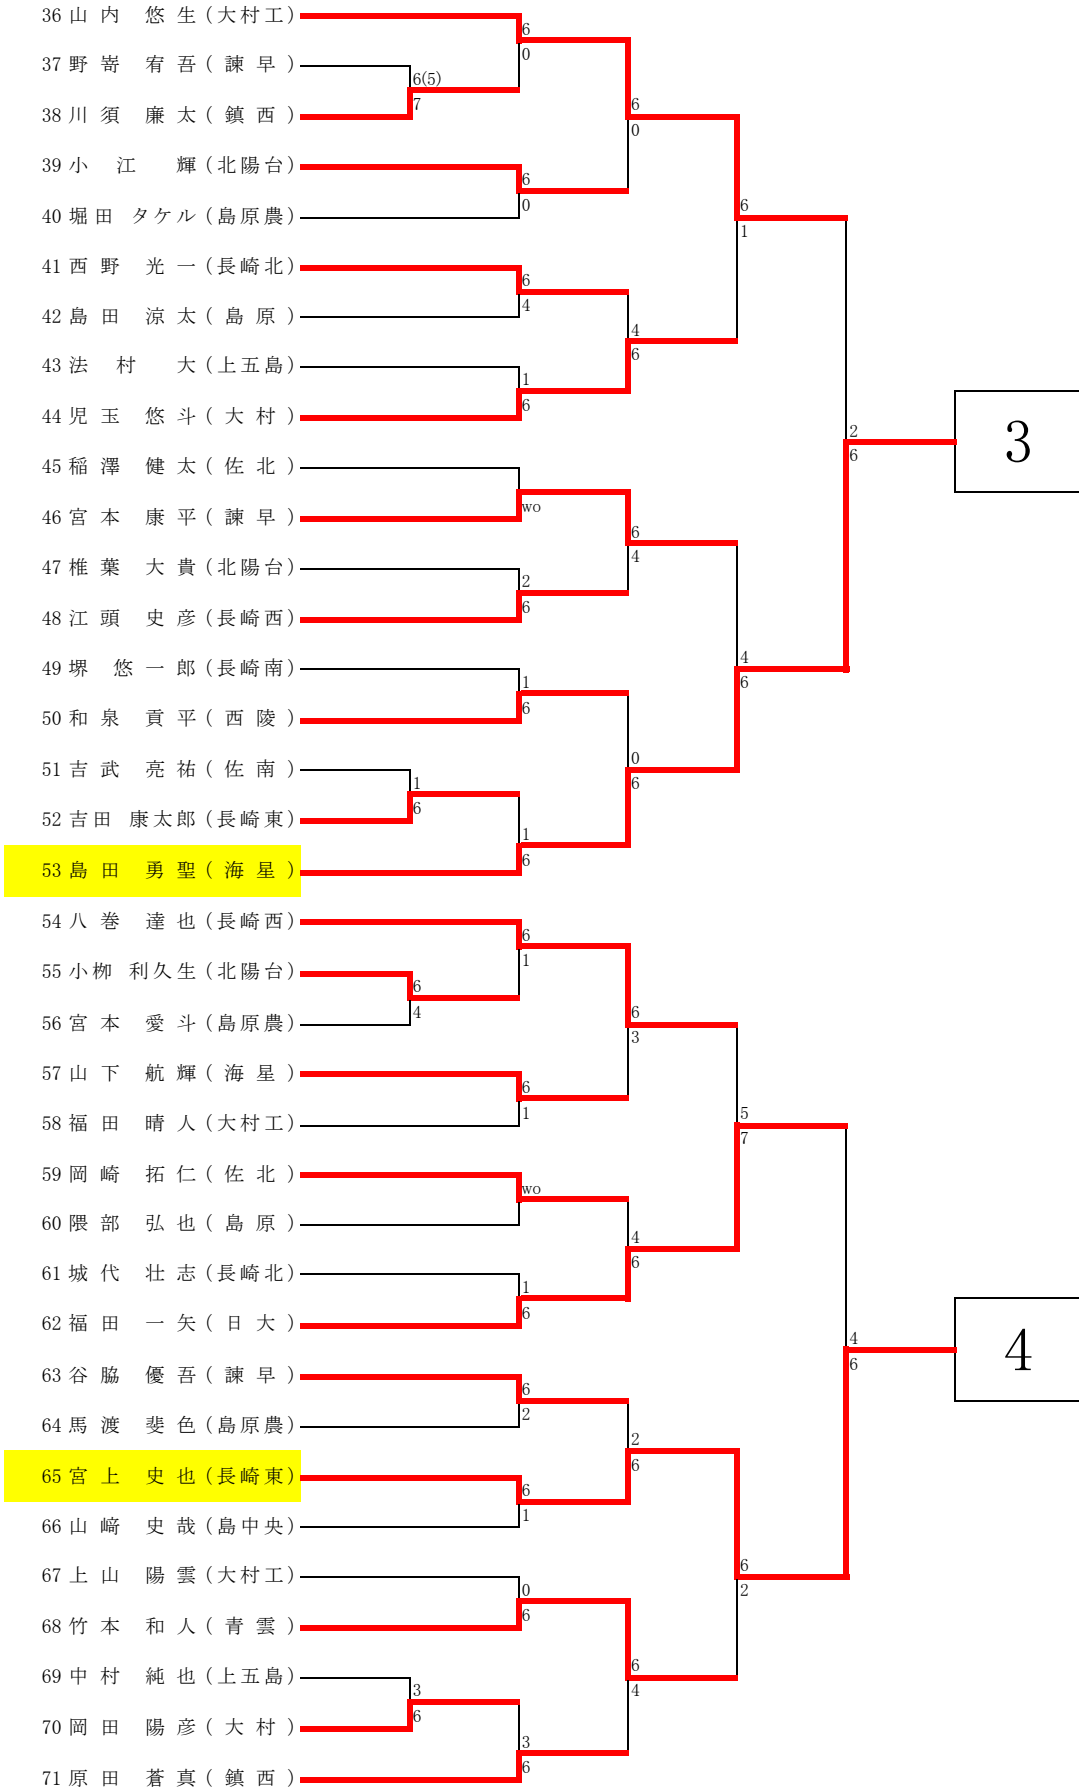 36 山内 悠生(大村工)
6
0
37 野嵜 宥吾(諫早)
6(5)
7
38 川須 廉太(鎮西)
6
0
39 小江 輝(北陽台)
6
0
40 堀田 タケル(島原農)
6
1
41 西野 光一(長崎北)
6
4
42 島田 涼太(島原)
4
6
43 法村 大(上五島)
1
6
44 児玉 悠斗(大村)
2
6
3
45 稲澤 健太(佐北)
wo
46 宮本 康平(諫早)
6
4
47 椎葉 大貴(北陽台)
2
6
48 江頭 史彦(長崎西)
4
6
49 堺 悠一郎(長崎南)
1
6
50 和泉 貢平(西陵)
0
6
51 吉武 亮祐(佐南)
1
6
52 吉田 康太郎(長崎東)
1
6
53 島田 勇聖(海星)
54 八巻 達也(長崎西)
6
1
55 小栁 利久生(北陽台)
6
4
56 宮本 愛斗(島原農)
6
3
57 山下 航輝(海星)
6
1
58 福田 晴人(大村工)
5
7
59 岡崎 拓仁(佐北)
wo
60 隈部 弘也(島原)
4
6
61 城代 壮志(長崎北)
1
6
62 福田 一矢(日大)
4
6
4
63 谷脇 優吾(諫早)
6
2
64 馬渡 斐色(島原農)
2
6
65 宮上 史也(長崎東)
6
1
66 山﨑 史哉(島中央)
6
2
67 上山 陽雲(大村工)
0
6
68 竹本 和人(青雲)
6
4
69 中村 純也(上五島)
3
6
70 岡田 陽彦(大村)
3
6
71 原田 蒼真(鎮西)